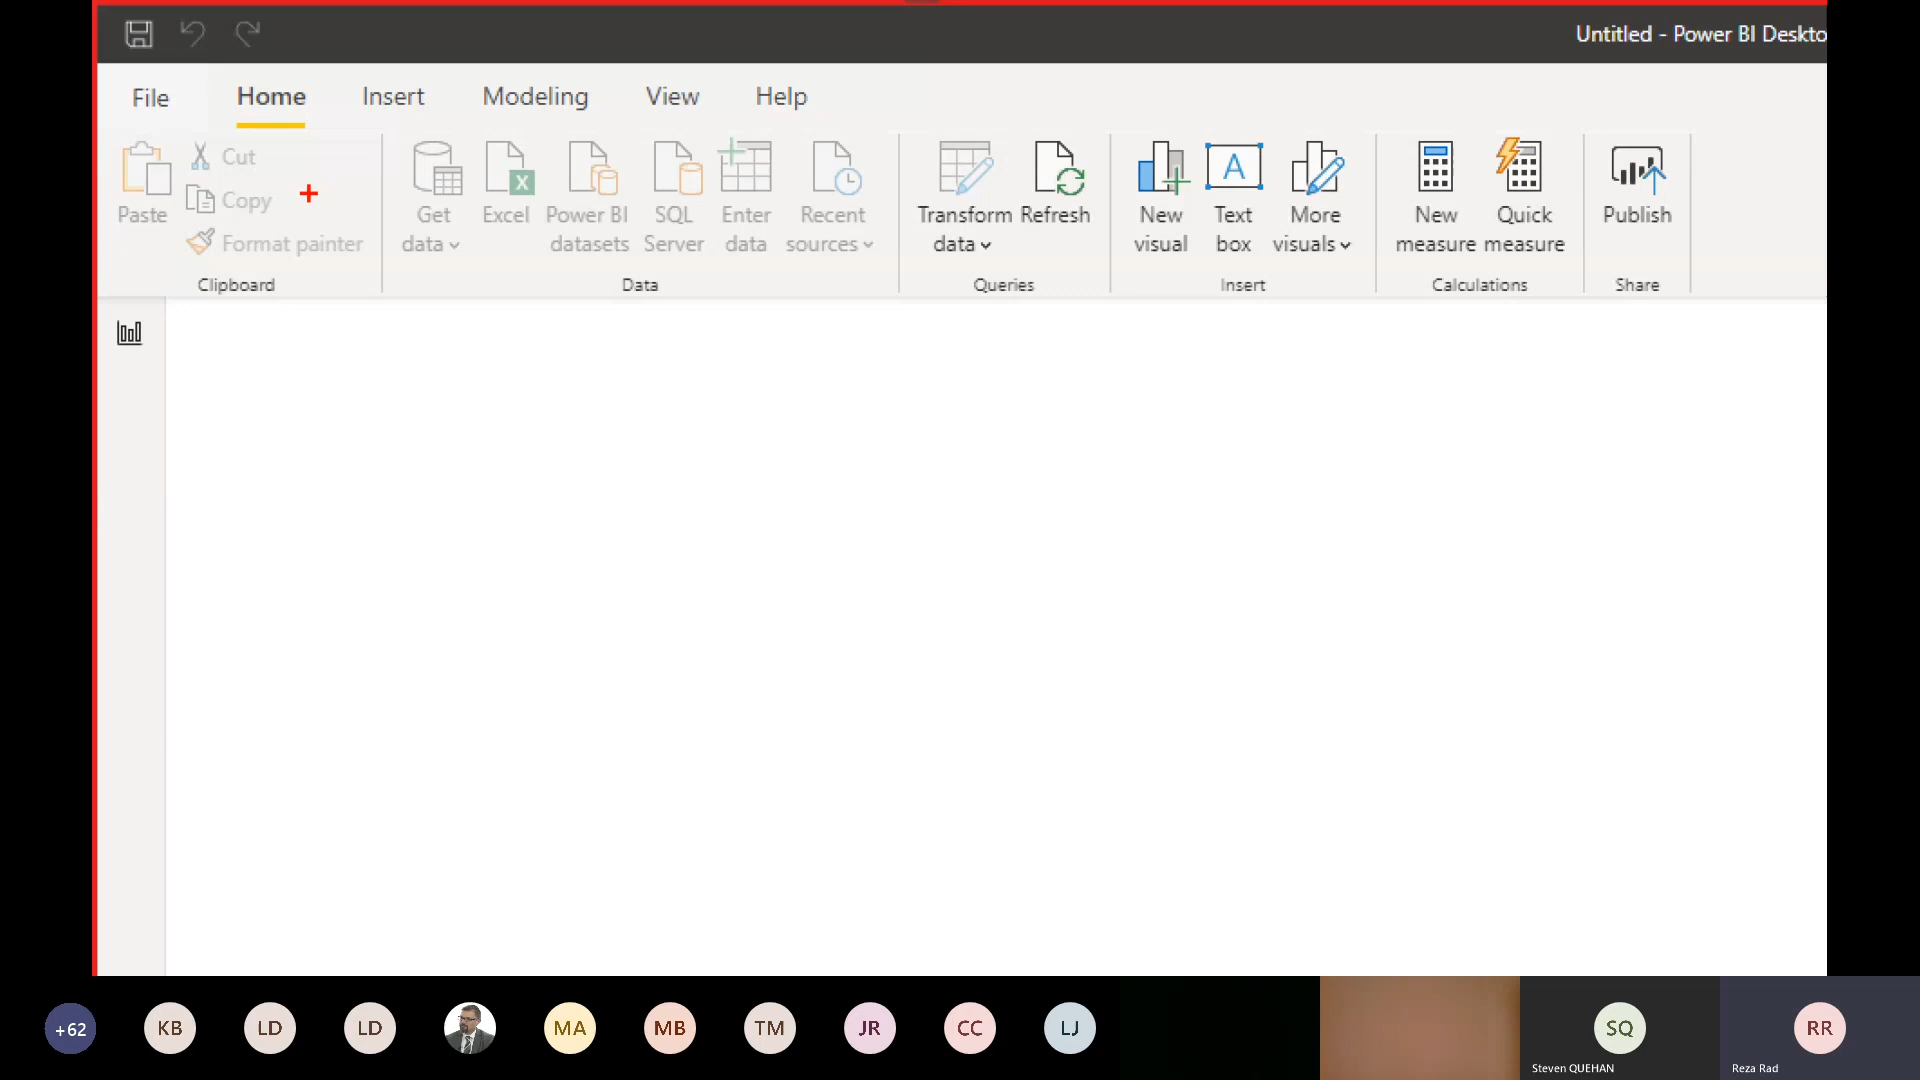 Untitled - Power BI Deskto
File Home Insert Modeling View Help
Paste
Cut
Copy
Format painter
Clipboard
Get
data
Excel
Power BI
datasets
SQL
Server
Enter
data
Recent
sources
Data
Transform
data
Refresh
Queries
New
visual
Text
box
More
visuals
Insert
New
measure
Quick
measure
Calculations
Publish
Share
+62 KB LD LD MA MB TM JR CC LJ SQ RR
Steven QUEHAN Reza Rad